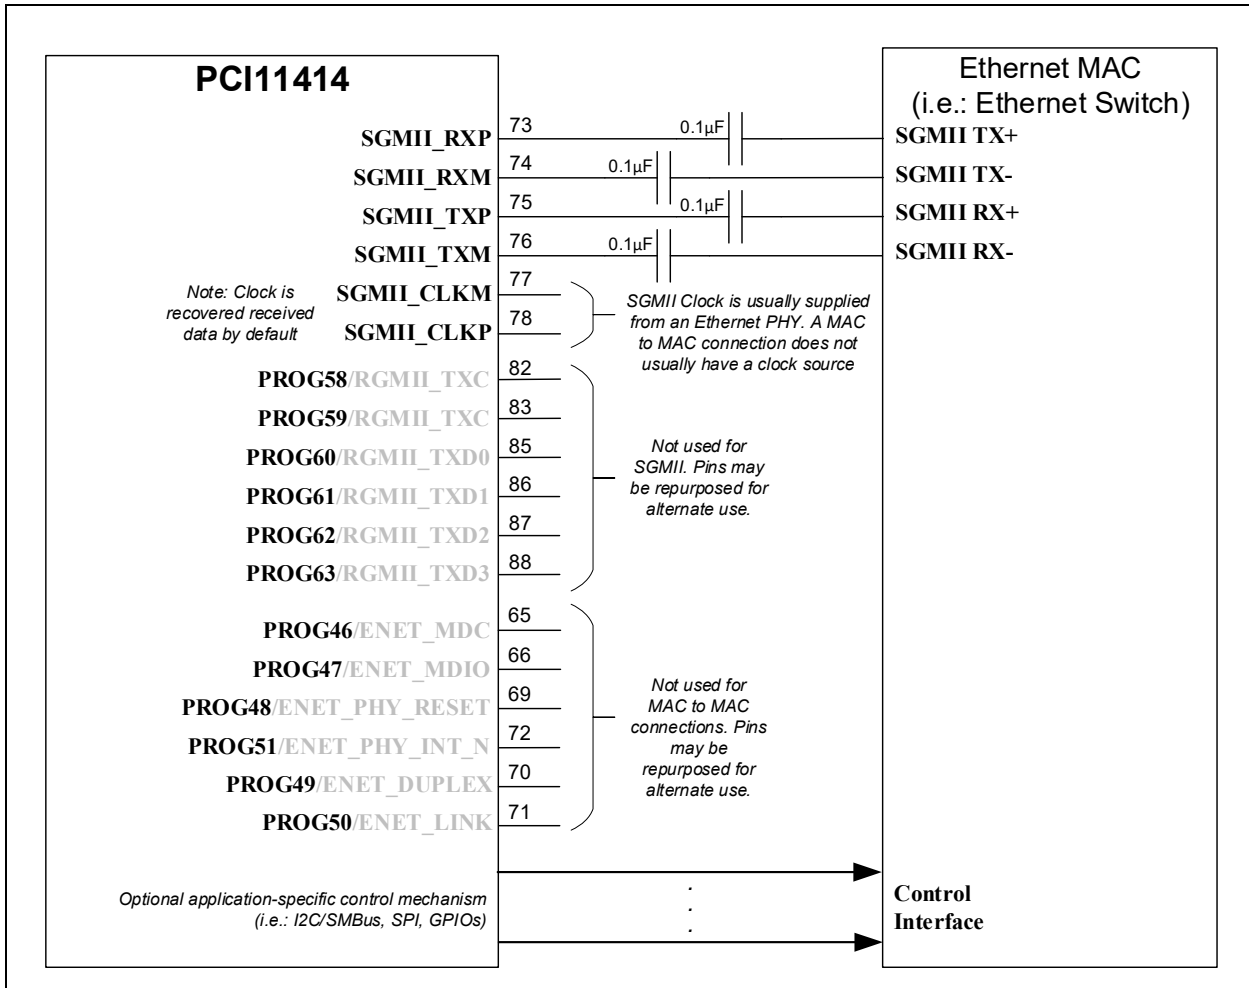 PCI11414
Ethernet MAC
(i.e.: Ethernet Switch)
SGMII_RXP 73 0.1µF SGMII TX+
SGMII_RXM 74 0.1µF SGMII TX-
SGMII_TXP 75 0.1µF SGMII RX+
SGMII_TXM 76 0.1µF SGMII RX-
SGMII_CLKM 77
SGMII_CLKP 78
Note: Clock is
recovered received
data by default
SGMII Clock is usually supplied
from an Ethernet PHY. A MAC
to MAC connection does not
usually have a clock source
PROG58/RGMII_TXC 82
PROG59/RGMII_TXC 83
PROG60/RGMII_TXD0 85
PROG61/RGMII_TXD1 86
PROG62/RGMII_TXD2 87
PROG63/RGMII_TXD3 88
Not used for
SGMII. Pins may
be repurposed for
alternate use.
PROG46/ENET_MDC 65
PROG47/ENET_MDIO 66
PROG48/ENET_PHY_RESET 69
PROG51/ENET_PHY_INT_N 72
PROG49/ENET_DUPLEX 70
PROG50/ENET_LINK 71
Not used for
MAC to MAC
connections. Pins
may be
repurposed for
alternate use.
Optional application-specific control mechanism
(i.e.: I2C/SMBus, SPI, GPIOs)
.
.
.
Control
Interface